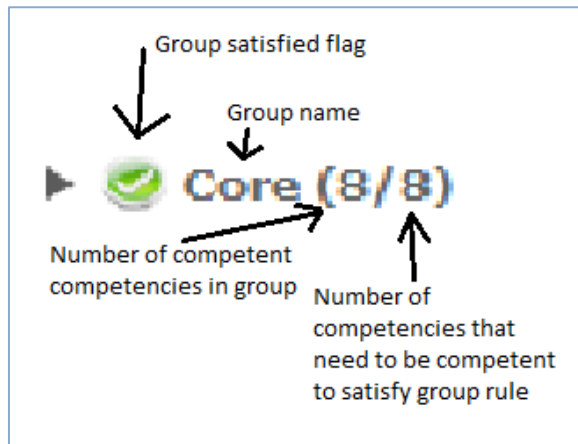 Group satisfied flag
Group name
Core (8/8)
Number of competent
competencies in group
Number of
competencies that
need to be competent
to satisfy group rule